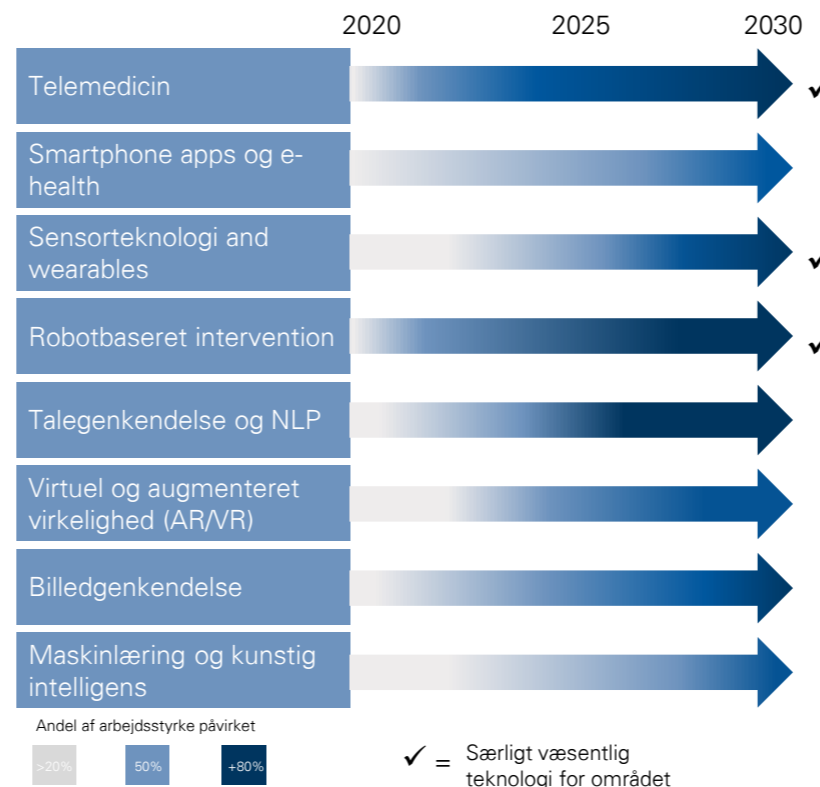 2020 2025 2030
Telemedicin
✓
Smartphone apps og e-
health
Sensorteknologi and
wearables
✓
Robotbaseret intervention
✓
Talegenkendelse og NLP
Virtuel og augmenteret
virkelighed (AR/VR)
Billedgenkendelse
Maskinlæring og kunstig
intelligens
Andel af arbejdsstyrke påvirket
>20% 50% +80%
✓ = Særligt væsentlig
teknologi for området